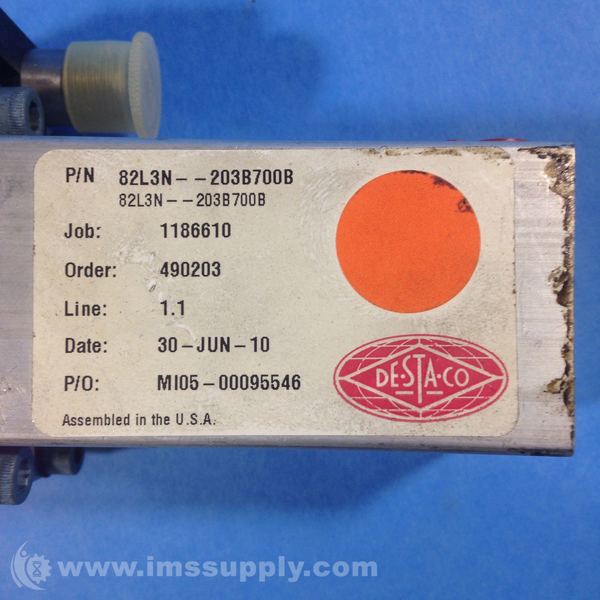 P/N 82L3N--203B700B
82L3N--203B700B
Job: 1186610
Order: 490203
Line: 1.1
Date: 30-JUN-10
P/O: MI05-00095546
DE-STA-CO
Assembled in the U.S.A.
www.imssupply.com